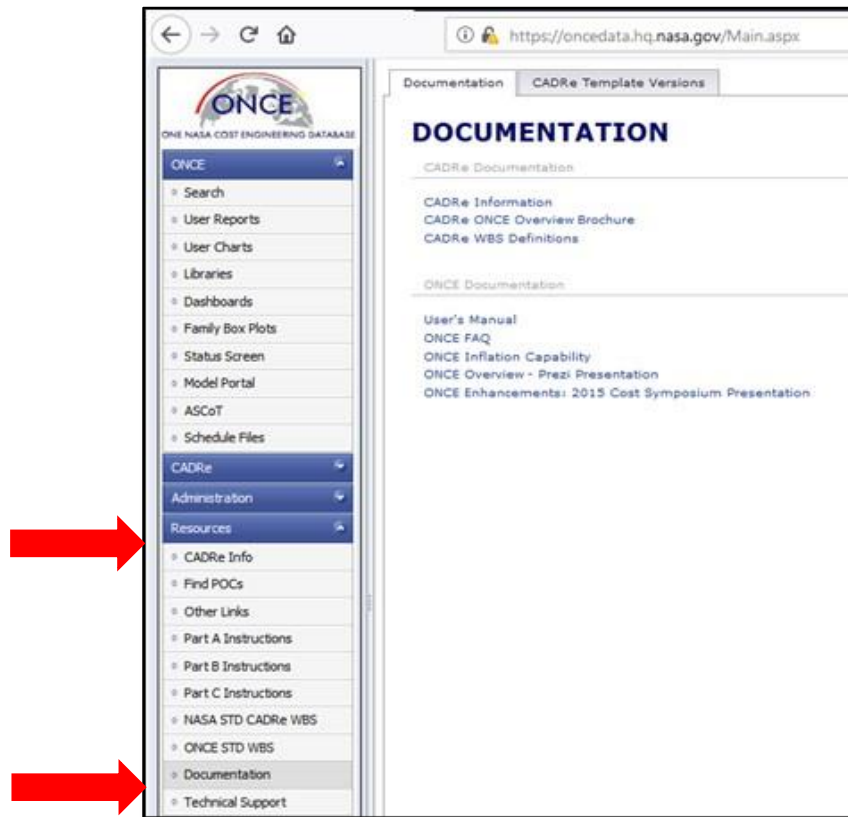 https://oncedata.hq.nasa.gov/Main.aspx
ONCE
ONE NASA COST ENGINEERING DATABASE
ONCE
Search
User Reports
User Charts
Libraries
Dashboards
Family Box Plots
Status Screen
Model Portal
ASCoT
Schedule Files
CADRe
Administration
Resources
CADRe Info
Find POCs
Other Links
Part A Instructions
Part B Instructions
Part C Instructions
NASA STD CADRe WBS
ONCE STD WBS
Documentation
Technical Support
Documentation
CADRe Template Versions
DOCUMENTATION
CADRe Documentation
CADRe Information
CADRe ONCE Overview Brochure
CADRe WBS Definitions
ONCE Documentation
User's Manual
ONCE FAQ
ONCE Inflation Capability
ONCE Overview - Prezi Presentation
ONCE Enhancements: 2015 Cost Symposium Presentation